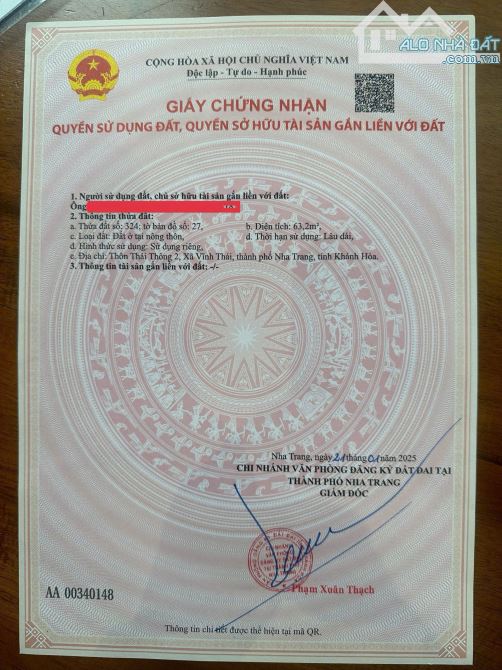 ALO NHÀ ĐẤT
.com.vn
CỘNG HÒA XÃ HỘI CHỦ NGHĨA VIỆT NAM
Độc lập - Tự do - Hạnh phúc
GIẤY CHỨNG NHẬN
QUYỀN SỬ DỤNG ĐẤT, QUYỀN SỞ HỮU TÀI SẢN GẮN LIỀN VỚI ĐẤT
1. Người sử dụng đất, chủ sở hữu tài sản gắn liền với đất:
Ông
2. Thông tin thửa đất:
a. Thửa đất số: 324; tờ bản đồ số: 27, b. Diện tích: 63,2m²,
c. Loại đất: Đất ở tại nông thôn, d. Thời hạn sử dụng: Lâu dài,
đ. Hình thức sử dụng: Sử dụng riêng,
e. Địa chỉ: Thôn Thái Thông 2, Xã Vĩnh Thái, thành phố Nha Trang, tỉnh Khánh Hòa.
3. Thông tin tài sản gắn liền với đất: -/-
Nha Trang, ngày 21 tháng 01 năm 2025
CHI NHÁNH VĂN PHÒNG ĐĂNG KÝ ĐẤT ĐAI TẠI
THÀNH PHỐ NHA TRANG
GIÁM ĐỐC
Phạm Xuân Thạch
AA 00340148
Thông tin chi tiết được thể hiện tại mã QR.